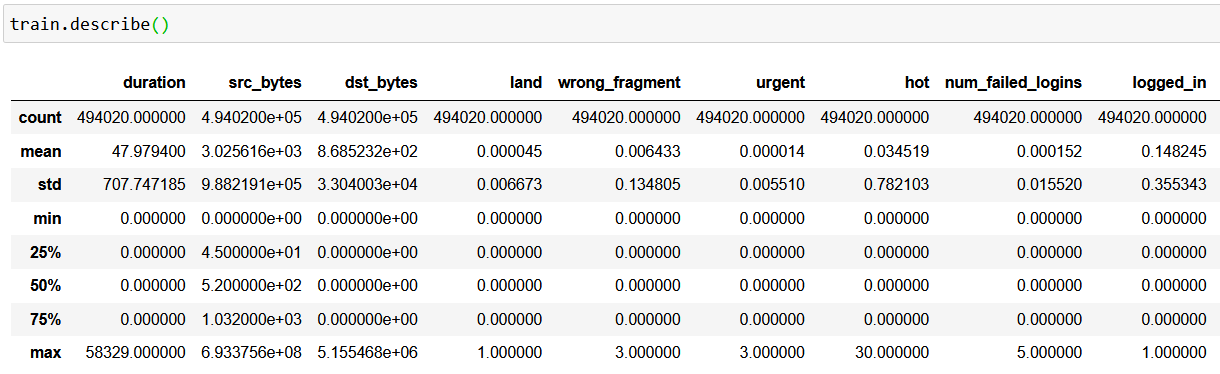 train.describe()
duration src_bytes dst_bytes land wrong_fragment urgent hot num_failed_logins logged_in
count 494020.000000 4.940200e+05 4.940200e+05 494020.000000 494020.000000 494020.000000 494020.000000 494020.000000 494020.000000
mean 47.979400 3.025616e+03 8.685232e+02 0.000045 0.006433 0.000014 0.034519 0.000152 0.148245
std 707.747185 9.882191e+05 3.304003e+04 0.006673 0.134805 0.005510 0.782103 0.015520 0.355343
min 0.000000 0.000000e+00 0.000000e+00 0.000000 0.000000 0.000000 0.000000 0.000000 0.000000
25% 0.000000 4.500000e+01 0.000000e+00 0.000000 0.000000 0.000000 0.000000 0.000000 0.000000
50% 0.000000 5.200000e+02 0.000000e+00 0.000000 0.000000 0.000000 0.000000 0.000000 0.000000
75% 0.000000 1.032000e+03 0.000000e+00 0.000000 0.000000 0.000000 0.000000 0.000000 0.000000
max 58329.000000 6.933756e+08 5.155468e+06 1.000000 3.000000 3.000000 30.000000 5.000000 1.000000